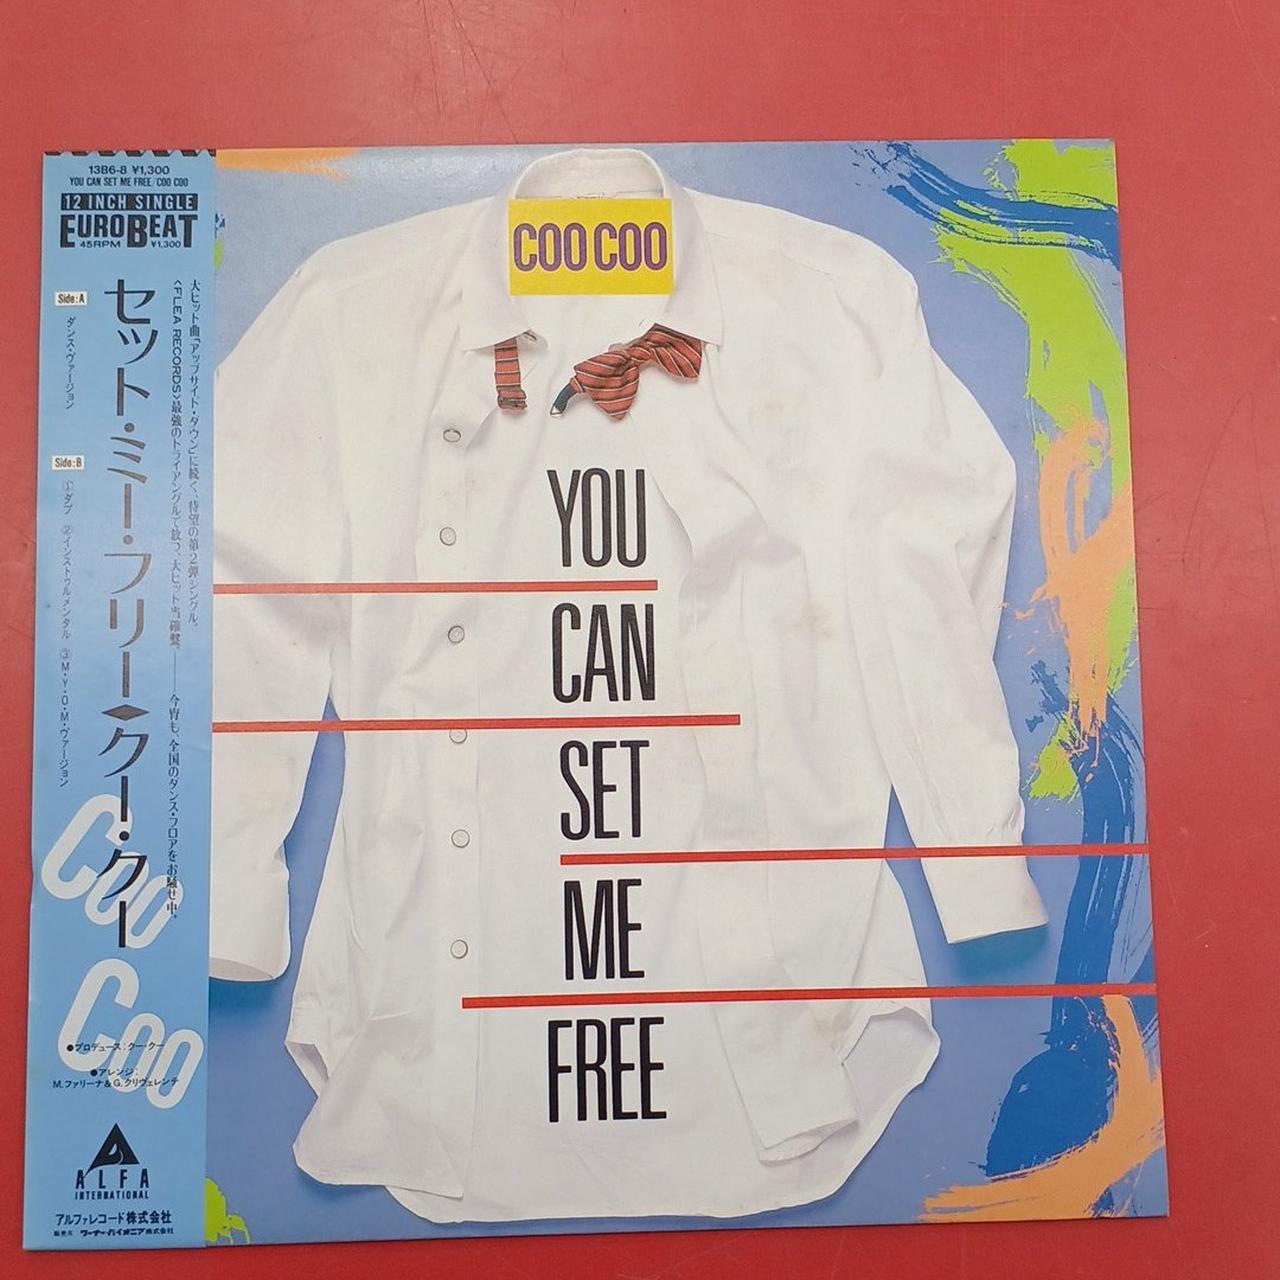 13B6-8 ¥1,300
YOU CAN SET ME FREE/COO COO
12 INCH SINGLE
EUROBEAT
45RPM ¥1,300
大ヒット曲「アップサイド・ダウン」に続く、待望の第2弾シングル。
〈FLEA RECORDS〉最強のトライアングルで放つ、大ヒット当確盤。——今宵も、全国のダンス・フロアをお騒せ中。
セット・ミー・フリー◆クー・クー
Side:A
ダンス・ヴァージョン
Side:B
①ダブ ②インストゥルメンタル ③M・Y・O・M・ヴァージョン
Coo
Coo
●プロデュース:クー・クー
●アレンジ:
M.ファリーナ&G.クリヴェレンテ
ALFA
INTERNATIONAL
アルファレコード株式会社
販売元 ワーナー・パイオニア株式会社
COO COO
YOU
CAN
SET
ME
FREE